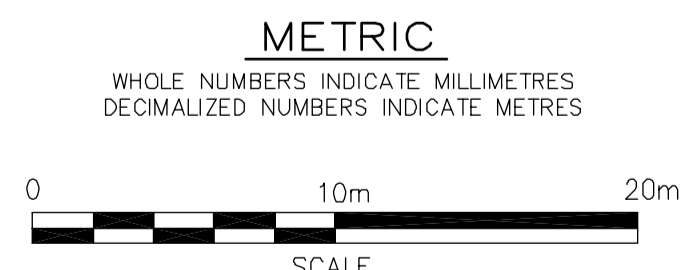 METRIC
WHOLE NUMBERS INDICATE MILLIMETRES
DECIMALIZED NUMBERS INDICATE METRES
0 10m 20m
SCALE